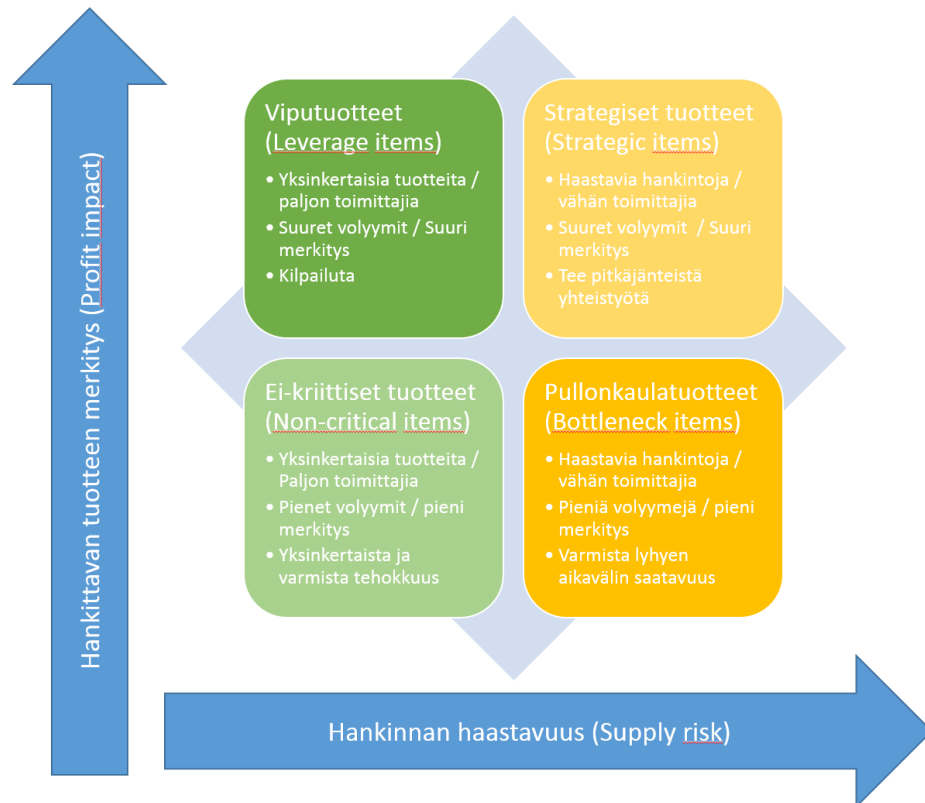 Hankittavan tuotteen merkitys (Profit impact)
Viputuotteet
(Leverage items)
• Yksinkertaisia tuotteita /
paljon toimittajia
• Suuret volyymit / Suuri
merkitys
• Kilpailuta
Strategiset tuotteet
(Strategic items)
• Haastavia hankintoja /
vähän toimittajia
• Suuret volyymit / Suuri
merkitys
• Tee pitkäjänteistä
yhteistyötä
Ei-kriittiset tuotteet
(Non-critical items)
• Yksinkertaisia tuotteita /
Paljon toimittajia
• Pienet volyymit / pieni
merkitys
• Yksinkertaista ja
varmista tehokkuus
Pullonkaulatuotteet
(Bottleneck items)
• Haastavia hankintoja /
vähän toimittajia
• Pieniä volyymejä / pieni
merkitys
• Varmista lyhyen
aikavälin saatavuus
Hankinnan haastavuus (Supply risk)